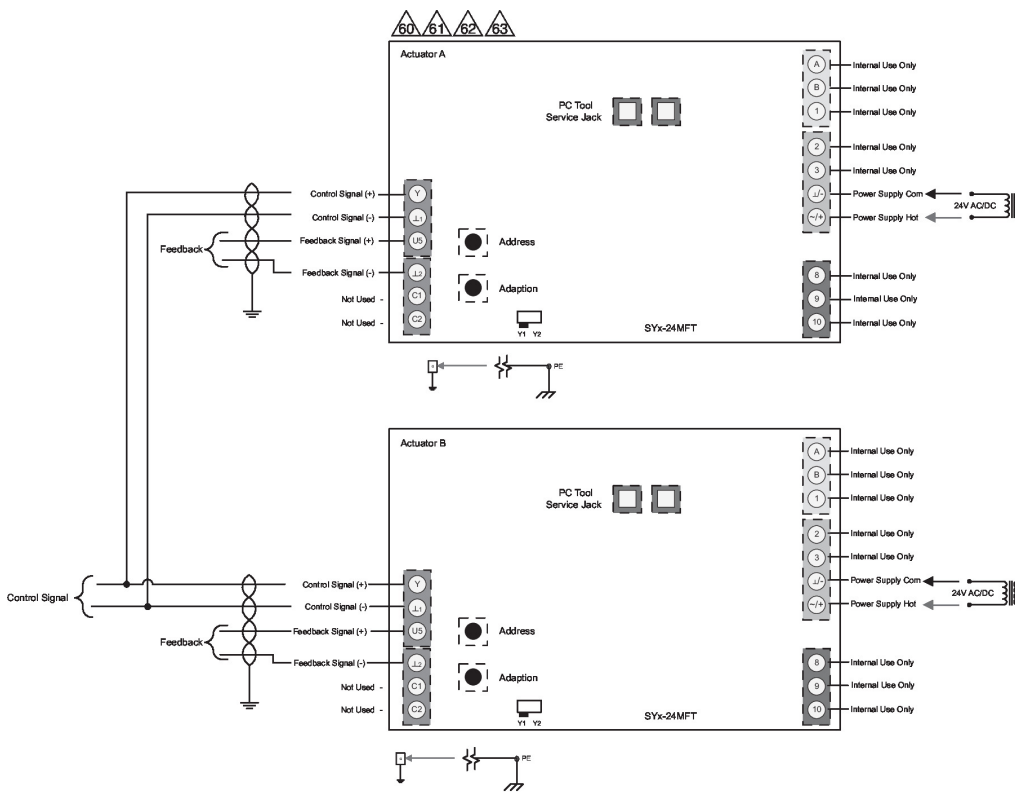 60 61 62 63
Actuator A
PC Tool
Service Jack
A Internal Use Only
B Internal Use Only
1 Internal Use Only
2 Internal Use Only
3 Internal Use Only
⊥/- Power Supply Com
24V AC/DC
~/+ Power Supply Hot
8 Internal Use Only
9 Internal Use Only
10 Internal Use Only
Control Signal (+) Y
Control Signal (-) ⊥1
Feedback Signal (+) U5
Feedback
Feedback Signal (-) ⊥2
Not Used - C1
Not Used - C2
Address
Adaption
Y1 Y2
SYx-24MFT
PE
Actuator B
PC Tool
Service Jack
A Internal Use Only
B Internal Use Only
1 Internal Use Only
2 Internal Use Only
3 Internal Use Only
⊥/- Power Supply Com
24V AC/DC
~/+ Power Supply Hot
8 Internal Use Only
9 Internal Use Only
10 Internal Use Only
Control Signal
Control Signal (+) Y
Control Signal (-) ⊥1
Feedback Signal (+) U5
Feedback
Feedback Signal (-) ⊥2
Not Used - C1
Not Used - C2
Address
Adaption
Y1 Y2
SYx-24MFT
PE